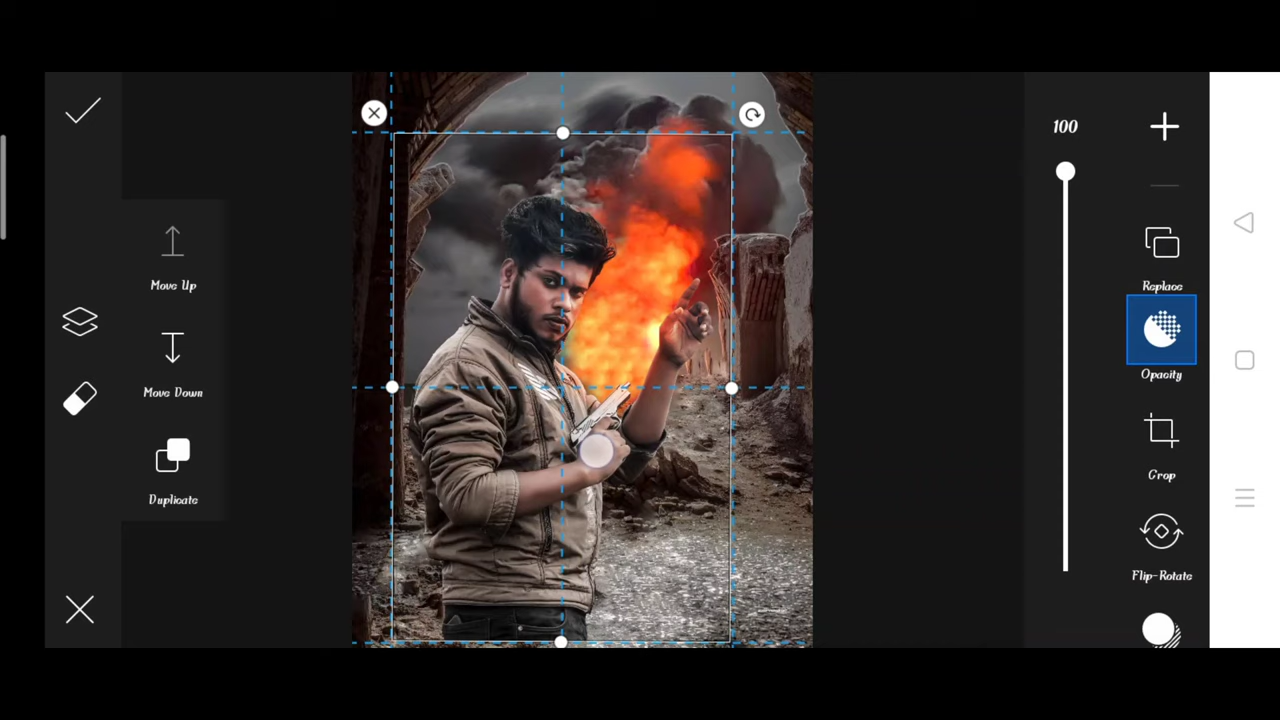 Move Up
Move Down
Duplicate
100
Replace
Opacity
Crop
Flip-Rotate